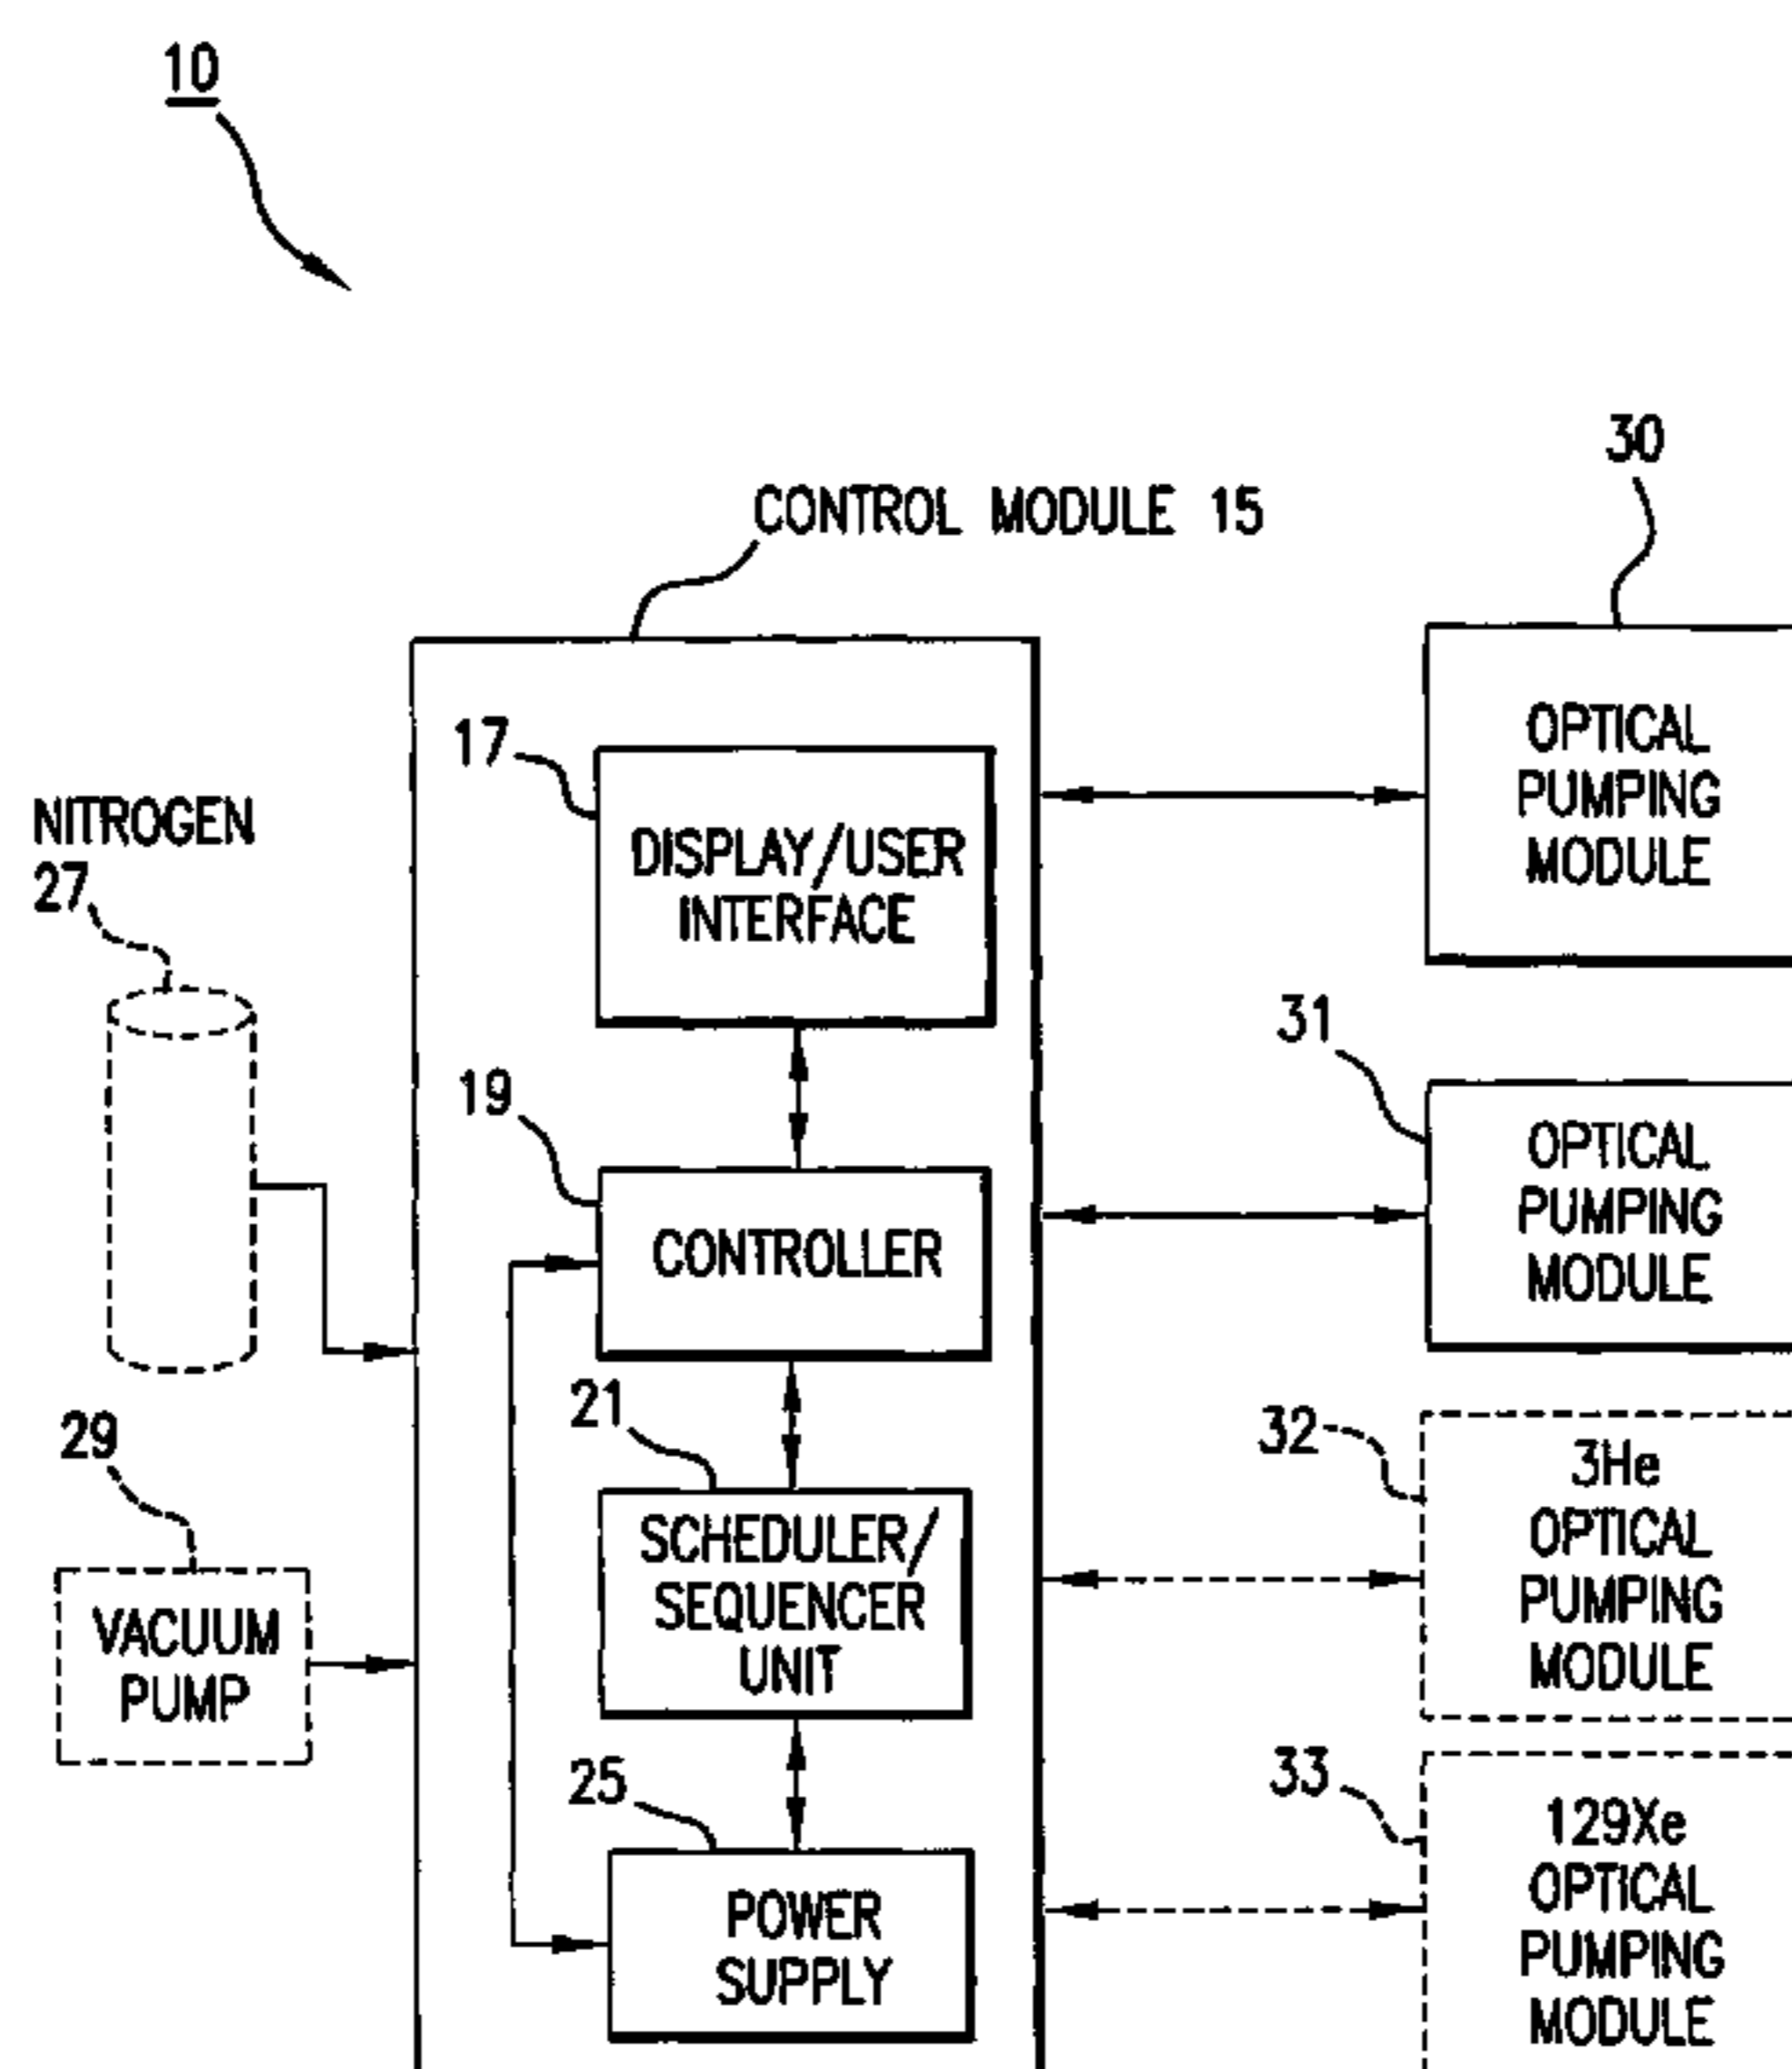 10
30
CONTROL MODULE 15
17
OPTICAL
PUMPING
MODULE
NITROGEN
27
DISPLAY/USER
INTERFACE
31
19
OPTICAL
PUMPING
MODULE
CONTROLLER
21
29
32
3He
OPTICAL
PUMPING
MODULE
SCHEDULER/
SEQUENCER
UNIT
VACUUM
PUMP
25
33
129Xe
OPTICAL
PUMPING
MODULE
POWER
SUPPLY